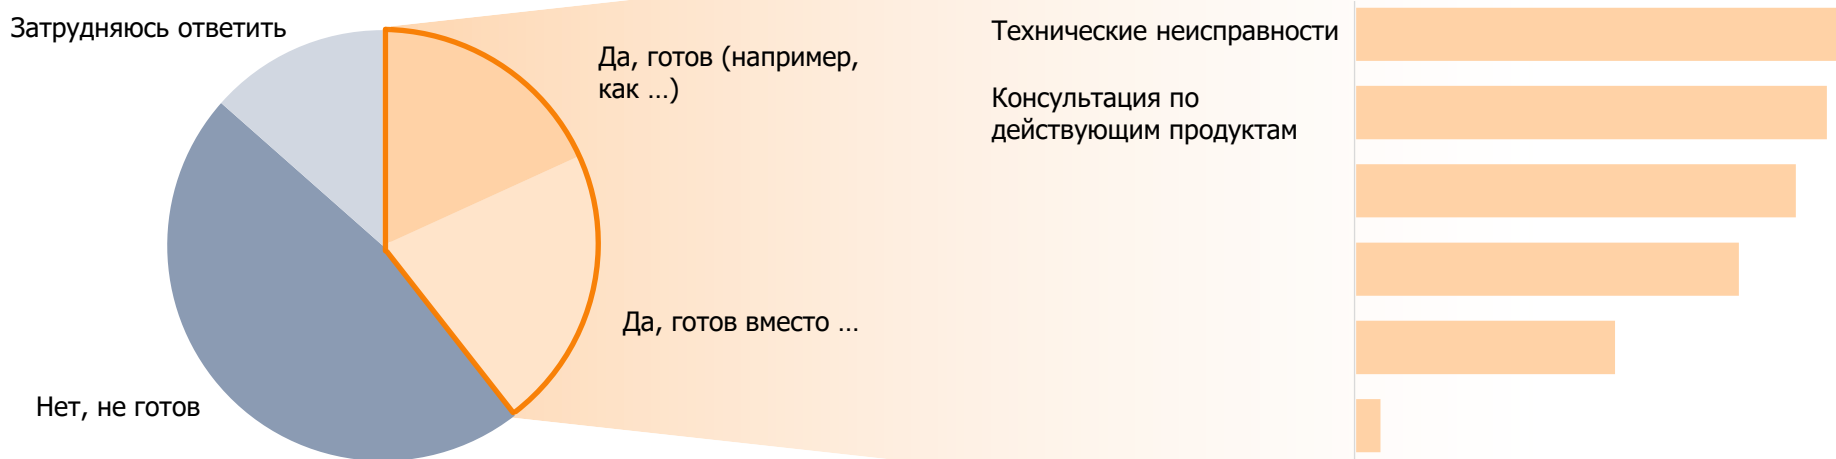 Затрудняюсь ответить
Да, готов (например,
как …)
Да, готов вместо …
Нет, не готов
Технические неисправности
Консультация по
действующим продуктам